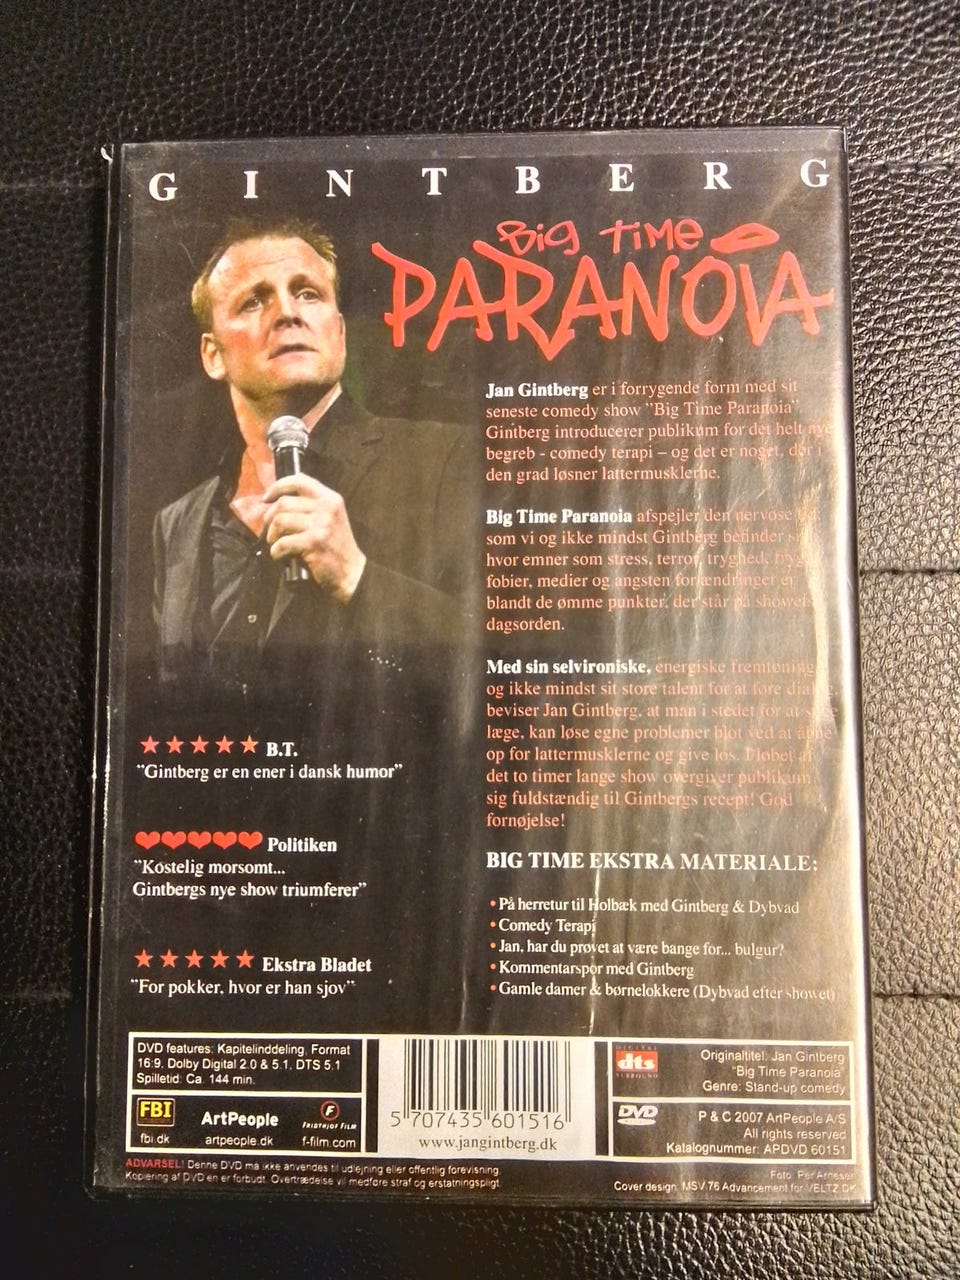 GINTBERG
Big Time
PARANOIA
Jan Gintberg er i forrygende form med sit
seneste comedy show "Big Time Paranoia".
Gintberg introducerer publikum for det helt nye
begreb - comedy terapi – og det er noget, der i
den grad løsner lattermusklerne.
Big Time Paranoia afspejler den nervøse tid,
som vi og ikke mindst Gintberg befinder
hvor emner som stress, terror, tryghed,
fobier, medier og angsten for ændringer er
blandt de ømme punkter, der står på showets
dagsorden.
Med sin selvironiske, energiske fremtoning
og ikke mindst sit store talent for at føre dialog,
beviser Jan Gintberg, at man i stedet for at søge
læge, kan løse egne problemer blot ved at åbne
op for lattermusklerne og give los. I løbet af
det to timer lange show overgiver publikum
sig fuldstændig til Gintbergs recept! God
fornøjelse!
★★★★★ B.T.
"Gintberg er en ener i dansk humor"
♥♥♥♥♥ Politiken
"Kostelig morsomt...
Gintbergs nye show triumferer"
★★★★★ Ekstra Bladet
"For pokker, hvor er han sjov"
BIG TIME EKSTRA MATERIALE:
• På herretur til Holbæk med Gintberg & Dybvad
• Comedy Terapi
• Jan, har du prøvet at være bange for... bulgur?
• Kommentarspor med Gintberg
• Gamle damer & børnelokkere (Dybvad efter showet)
DVD features: Kapitelinddeling, Format
16:9, Dolby Digital 2.0 & 5.1, DTS 5.1
Spilletid: Ca. 144 min.
FBI
fbi.dk
ArtPeople
artpeople.dk
F
FRIDTHJOF FILM
f-film.com
5 707435 601516
www.jangintberg.dk
DIGITAL
dts
SURROUND
Originaltitel: Jan Gintberg
"Big Time Paranoia"
Genre: Stand-up comedy
DVD
P & C 2007 ArtPeople A/S
All rights reserved
Katalognummer: APDVD 60151
ADVARSEL! Denne DVD må ikke anvendes til udlejning eller offentlig forevisning.
Kopiering af DVD'en er forbudt. Overtrædelse vil medføre straf og erstatningspligt.
Foto: Per Arnesen
Cover design: MSV 76 Advancement for VELTZ.DK